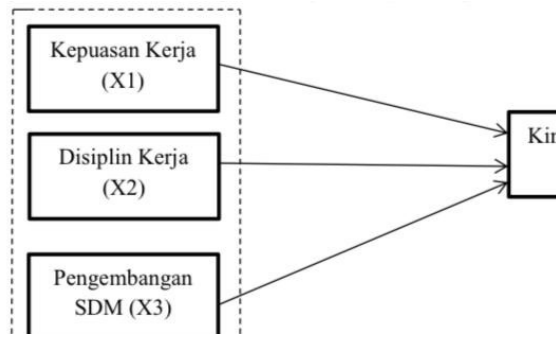 Kepuasan Kerja
(X1)
Disiplin Kerja
(X2)
Pengembangan
SDM (X3)